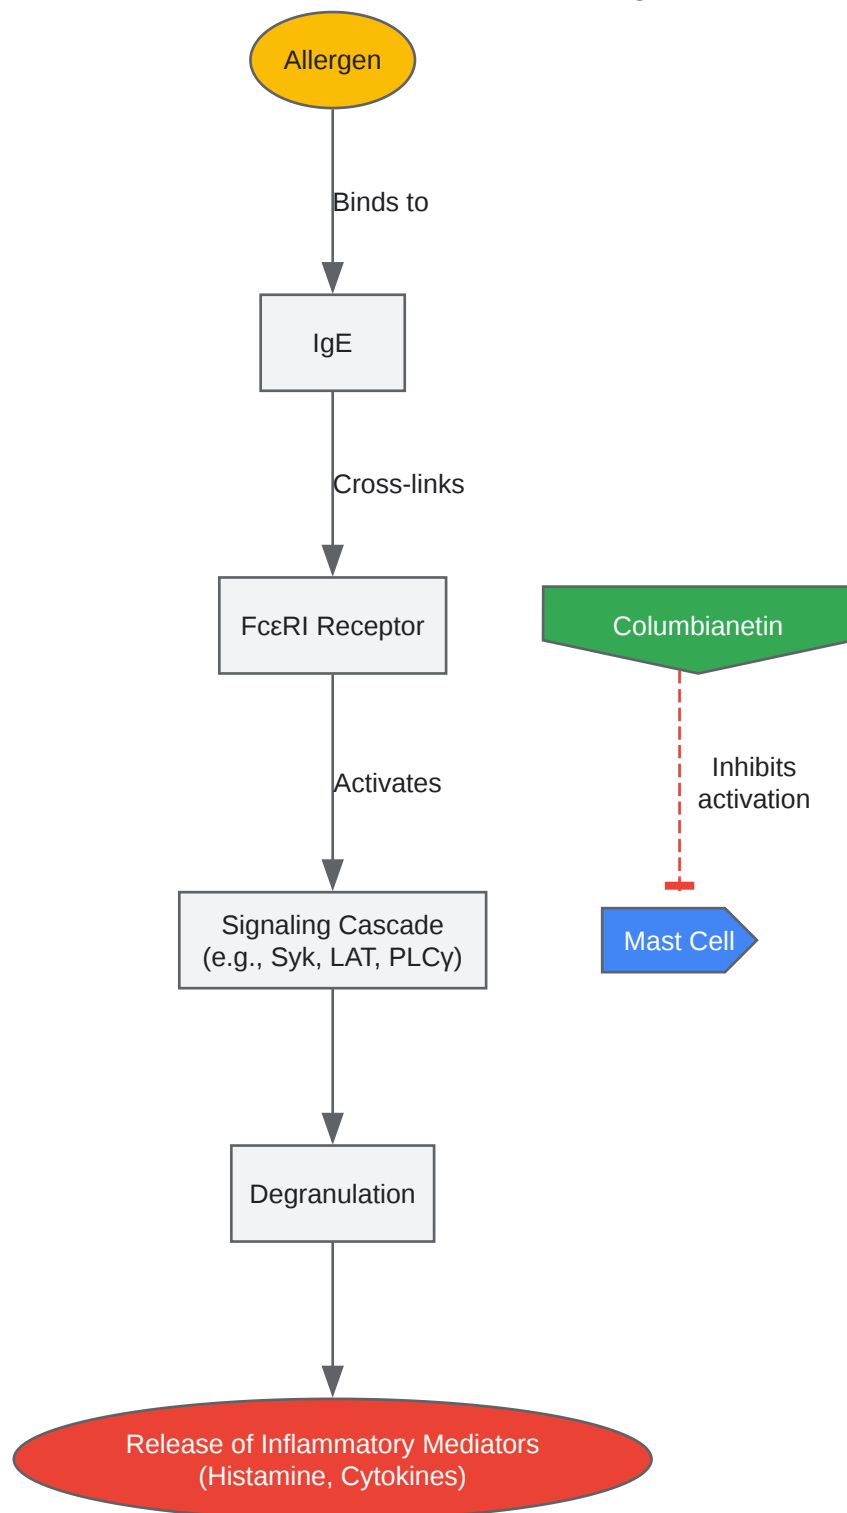 Allergen
Binds to
IgE
Cross-links
FcεRI Receptor
Columbianetin
Activates
Inhibits
activation
Signaling Cascade
(e.g., Syk, LAT, PLCγ)
Mast Cell
Degranulation
Release of Inflammatory Mediators
(Histamine, Cytokines)